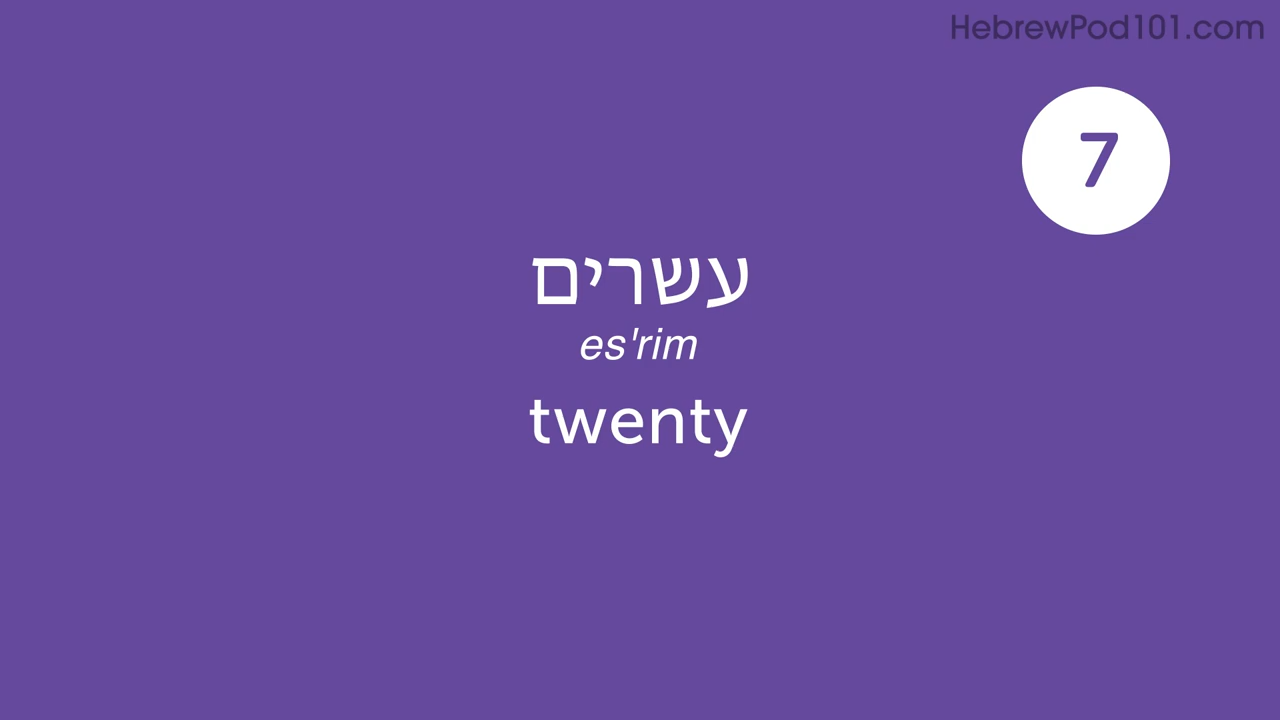 HebrewPod101.com
7
עשרים
es'rim
twenty